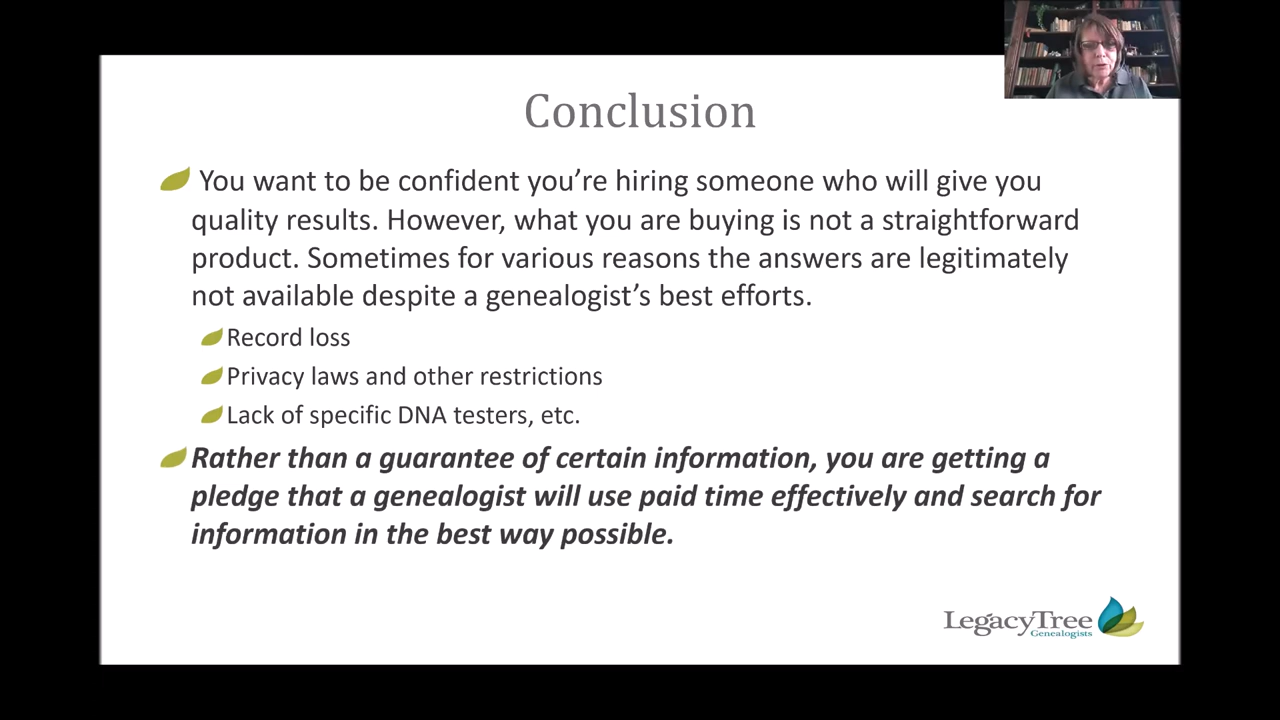 Conclusion
You want to be confident you’re hiring someone who will give you
quality results. However, what you are buying is not a straightforward
product. Sometimes for various reasons the answers are legitimately
not available despite a genealogist’s best efforts.
Record loss
Privacy laws and other restrictions
Lack of specific DNA testers, etc.
Rather than a guarantee of certain information, you are getting a
pledge that a genealogist will use paid time effectively and search for
information in the best way possible.
LegacyTree
Genealogists